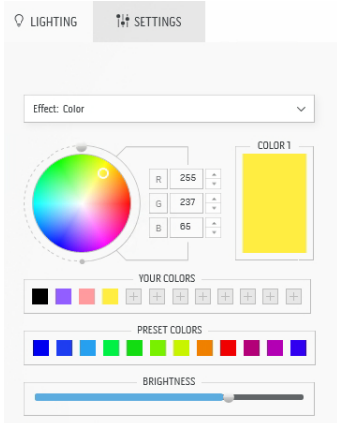 LIGHTING
SETTINGS
Effect: Color
COLOR 1
R 255
G 237
B 65
YOUR COLORS
PRESET COLORS
BRIGHTNESS